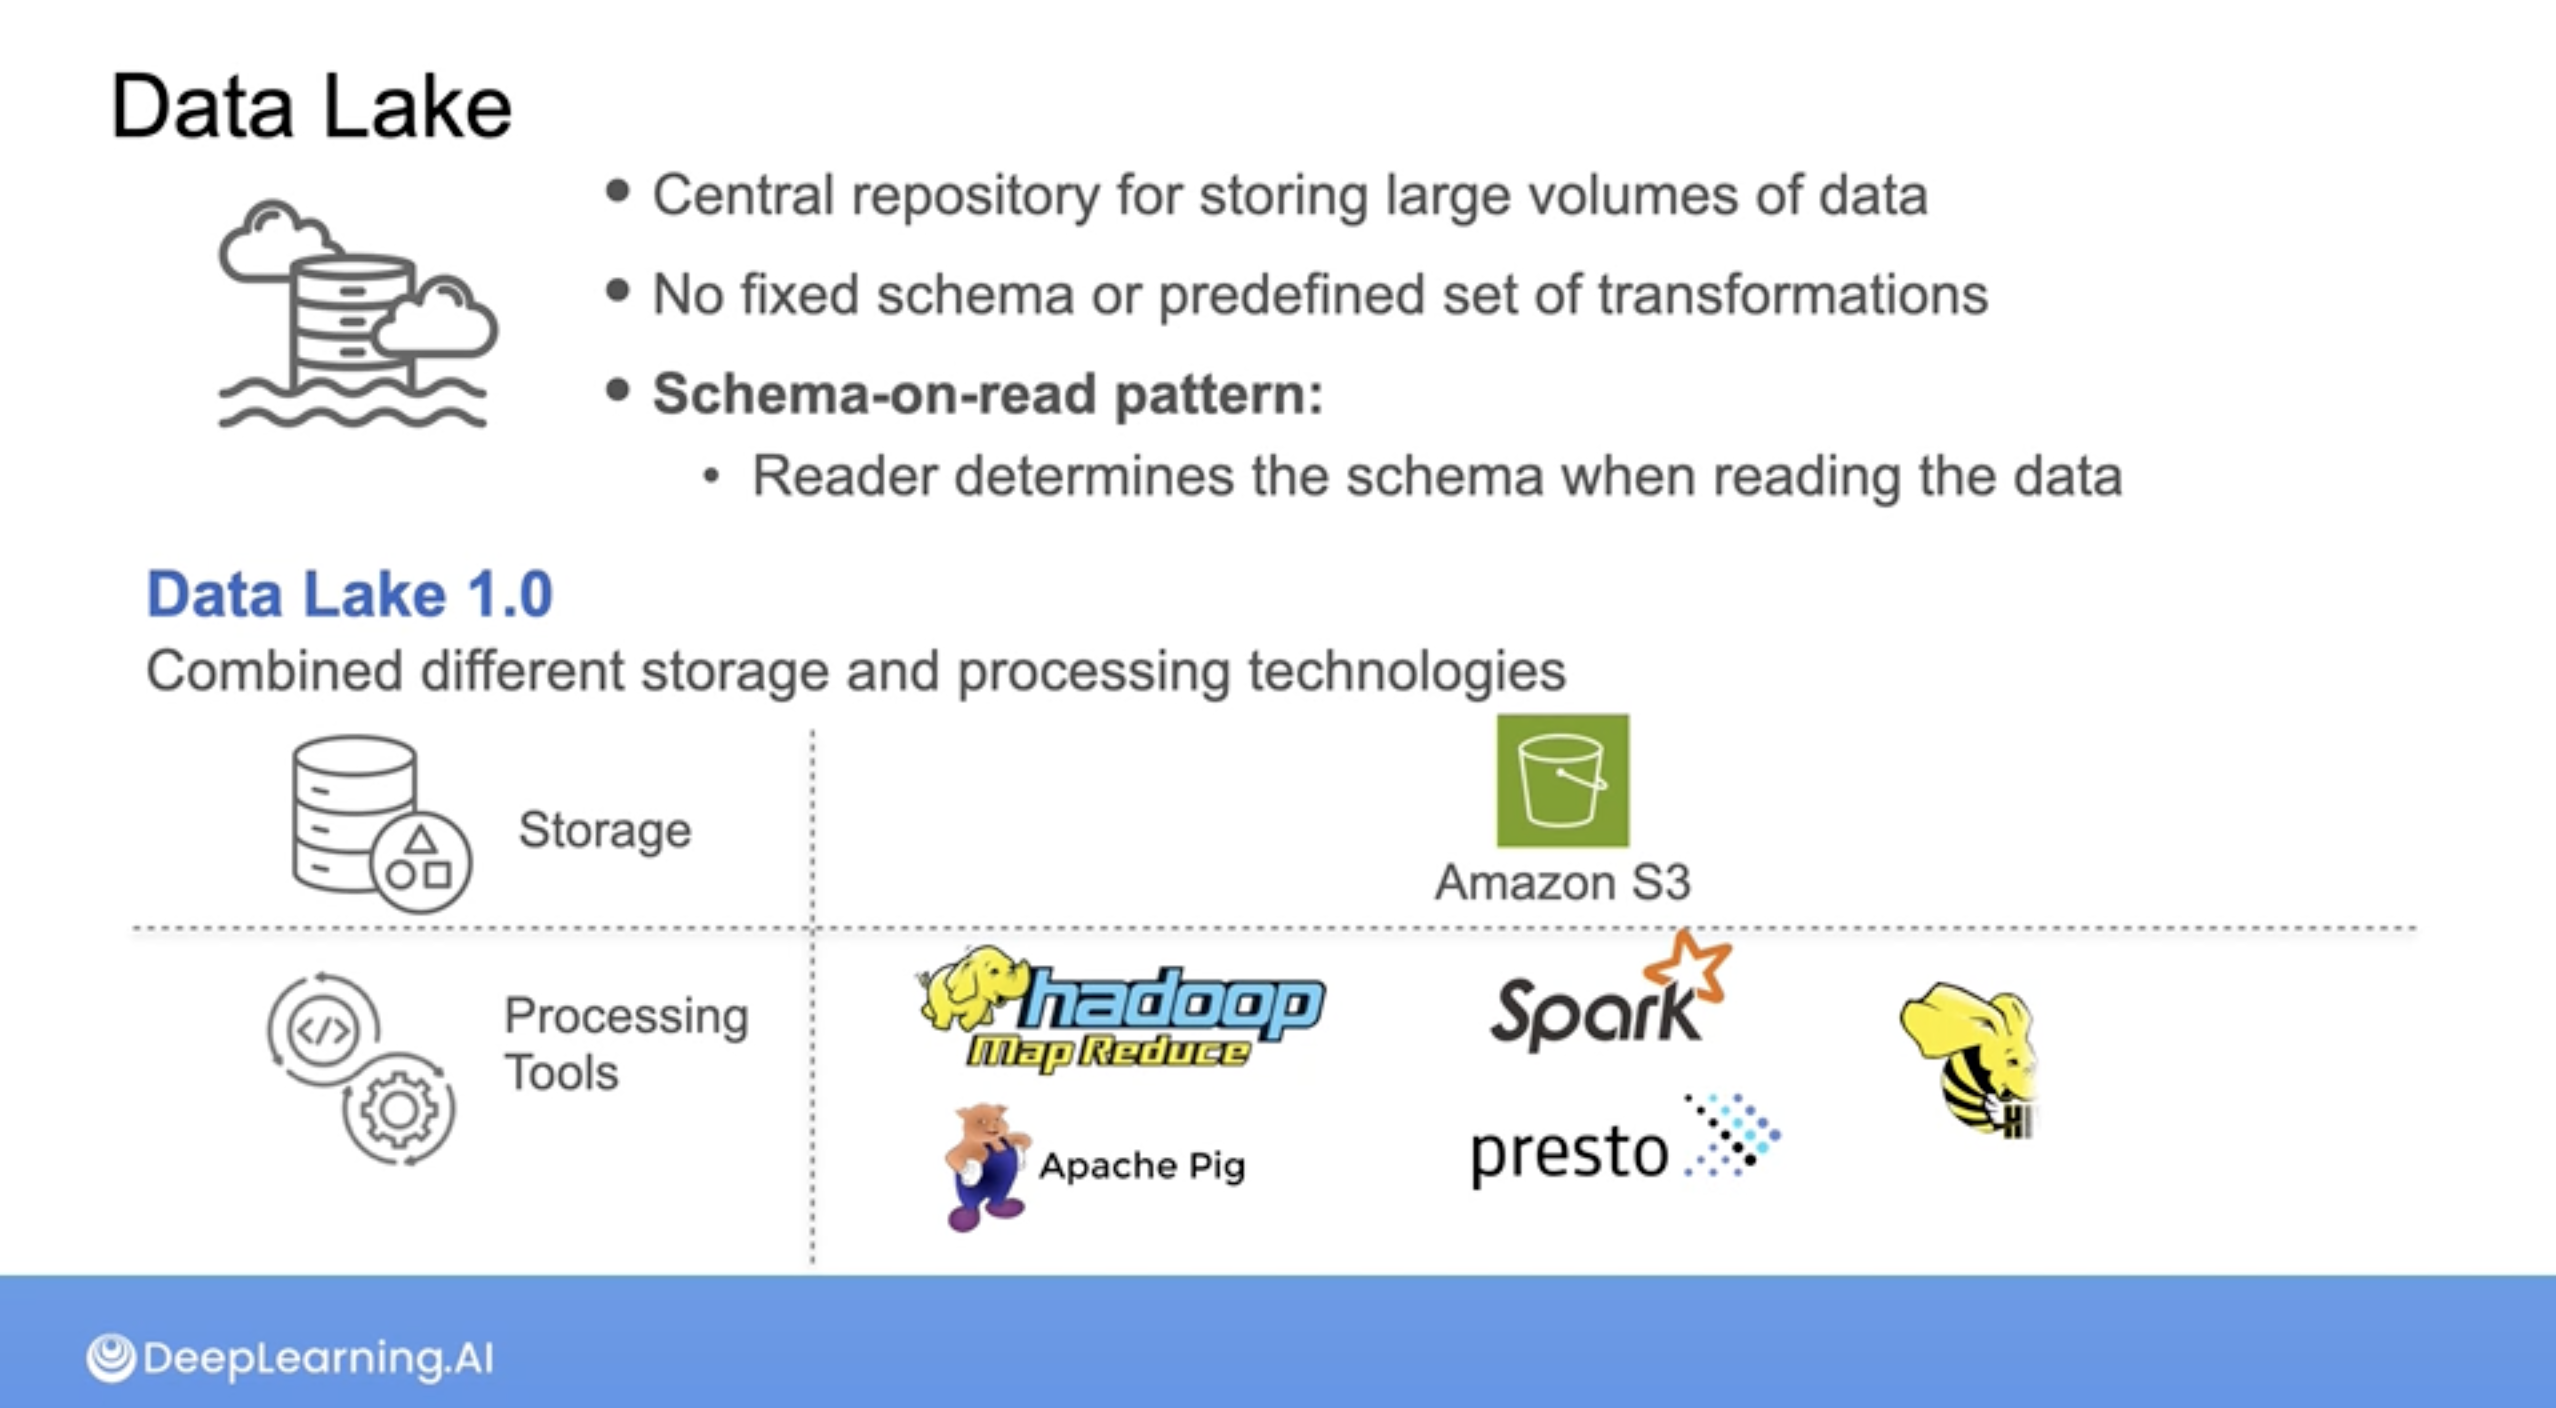 Data Lake
Central repository for storing large volumes of data
No fixed schema or predefined set of transformations
Schema-on-read pattern:
Reader determines the schema when reading the data
Data Lake 1.0
Combined different storage and processing technologies
Storage
Amazon S3
Processing
Tools
hadoop
Map Reduce
Spark
HI
Apache Pig
presto
DeepLearning.AI